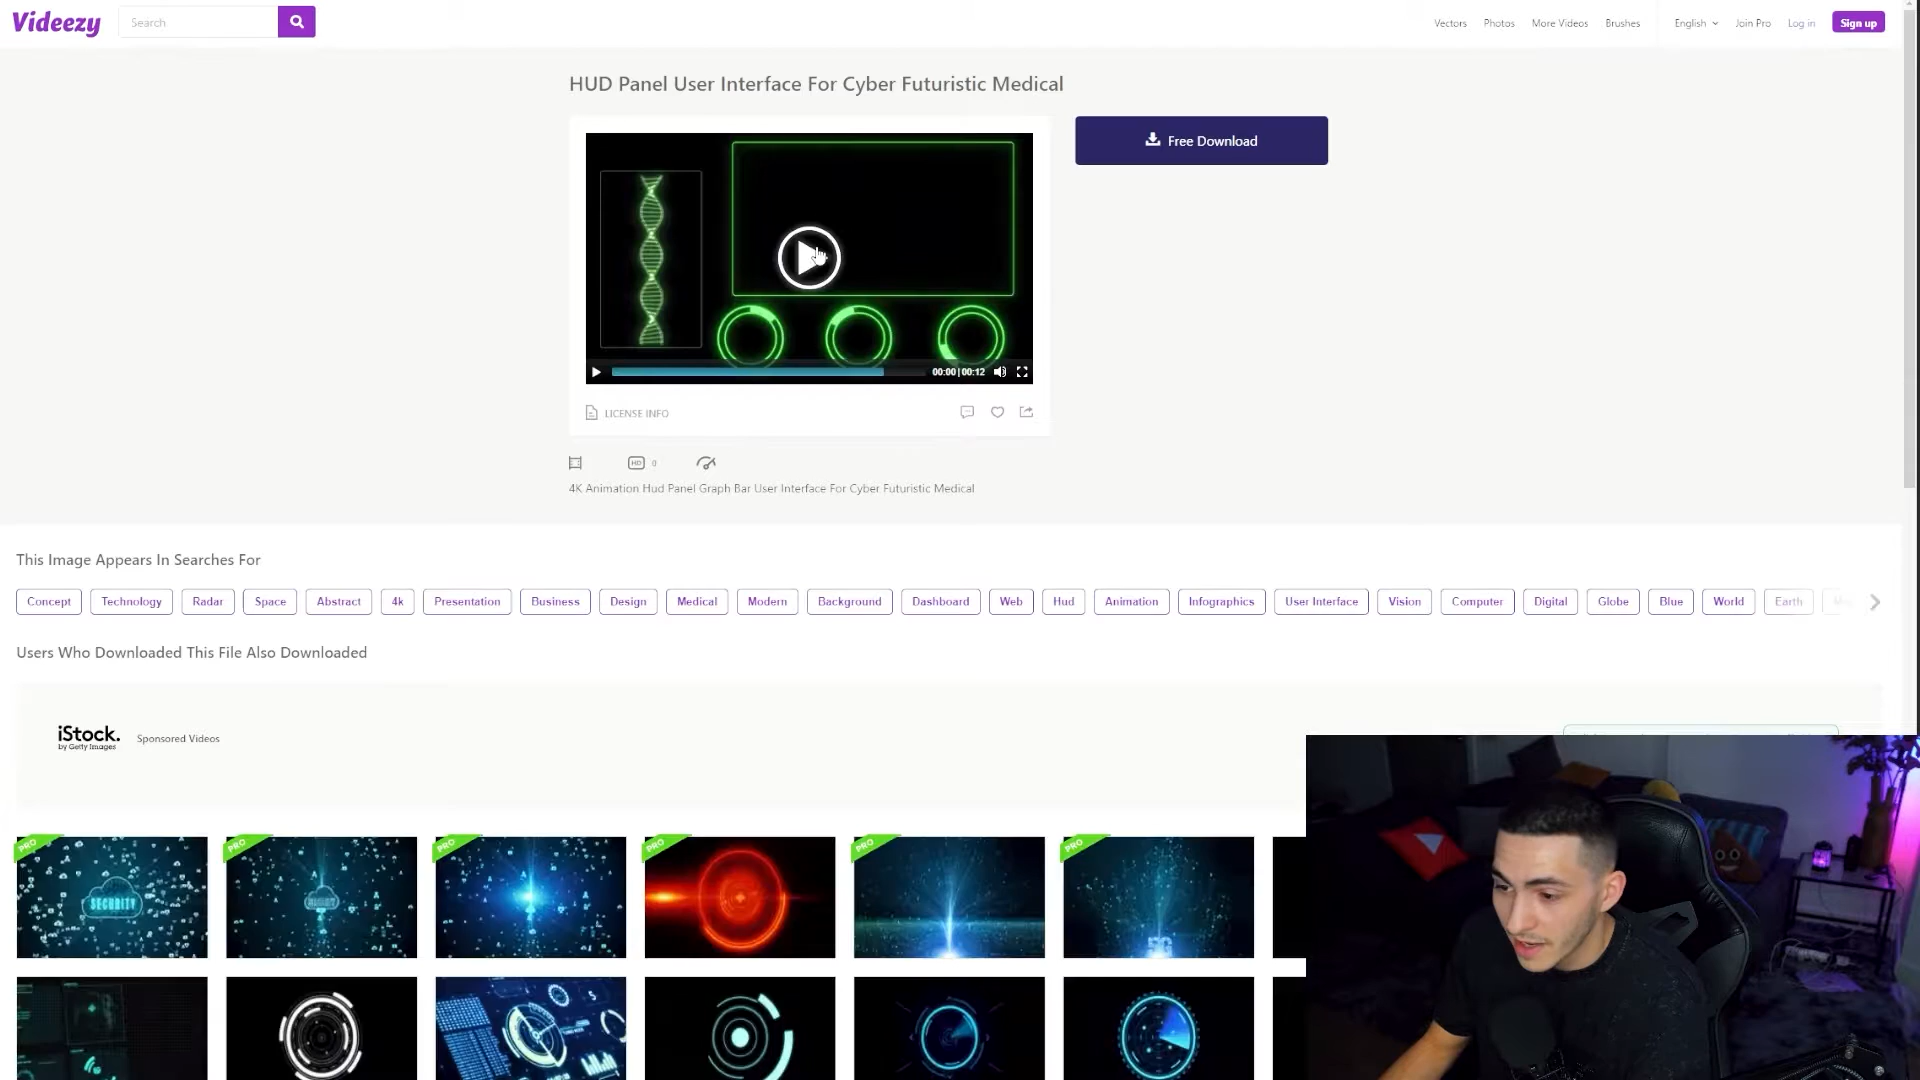 Videezy
Search
Vectors Photos More Videos Brushes English Join Pro Log in Sign up
HUD Panel User Interface For Cyber Futuristic Medical
Free Download
00:00|00:12
LICENSE INFO
HD 0
4K Animation Hud Panel Graph Bar User Interface For Cyber Futuristic Medical
This Image Appears In Searches For
Concept Technology Radar Space Abstract 4k Presentation Business Design Medical Modern Background Dashboard Web Hud Animation Infographics User Interface Vision Computer Digital Globe Blue World Earth
Users Who Downloaded This File Also Downloaded
iStock.
by Getty Images
Sponsored Videos
PRO PRO PRO PRO PRO PRO
SECURITY
5G